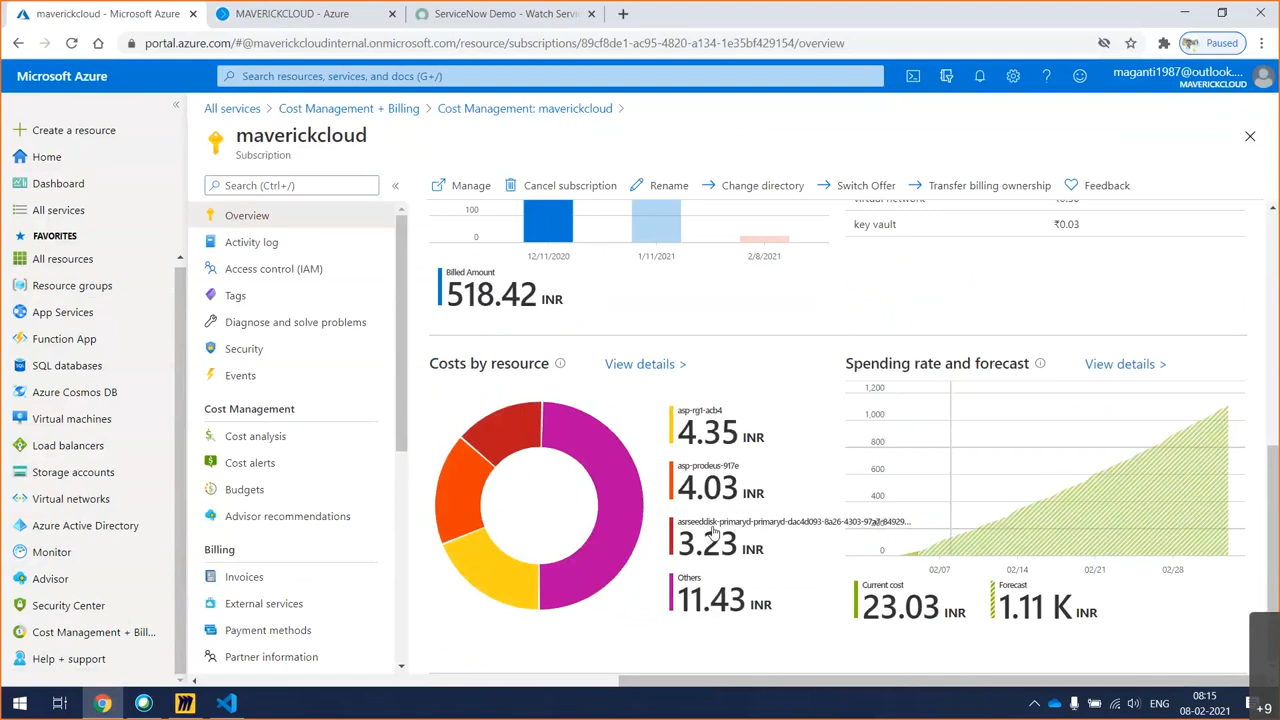 maverickcloud - Microsoft Azure
MAVERICKCLOUD - Azure
ServiceNow Demo - Watch Servi
portal.azure.com/#@maverickcloudinternal.onmicrosoft.com/resource/subscriptions/89cf8de1-ac95-4820-a134-1e35bf429154/overview
Paused
Microsoft Azure
Search resources, services, and docs (G+/)
maganti1987@outlook....
MAVERICKCLOUD
Create a resource
Home
Dashboard
All services
FAVORITES
All resources
Resource groups
App Services
Function App
SQL databases
Azure Cosmos DB
Virtual machines
Load balancers
Storage accounts
Virtual networks
Azure Active Directory
Monitor
Advisor
Security Center
Cost Management + Bill...
Help + support
All services > Cost Management + Billing > Cost Management: maverickcloud >
maverickcloud
Subscription
Search (Ctrl+/)
Overview
Activity log
Access control (IAM)
Tags
Diagnose and solve problems
Security
Events
Cost Management
Cost analysis
Cost alerts
Budgets
Advisor recommendations
Billing
Invoices
External services
Payment methods
Partner information
Manage
Cancel subscription
Rename
Change directory
Switch Offer
Transfer billing ownership
Feedback
100
0
12/11/2020
1/11/2021
2/8/2021
Billed Amount
518.42 INR
virtual network
key vault ₹0.03
Costs by resource
View details >
asp-rg1-acb4
4.35 INR
asp-prodeus-917e
4.03 INR
3.23 INR
Others
11.43 INR
Spending rate and forecast
View details >
1,200
1,000
800
600
400
0
02/07
02/14
02/21
02/28
Current cost
23.03 INR
Forecast
1.11 K INR
ENG
08:15
08-02-2021
+9